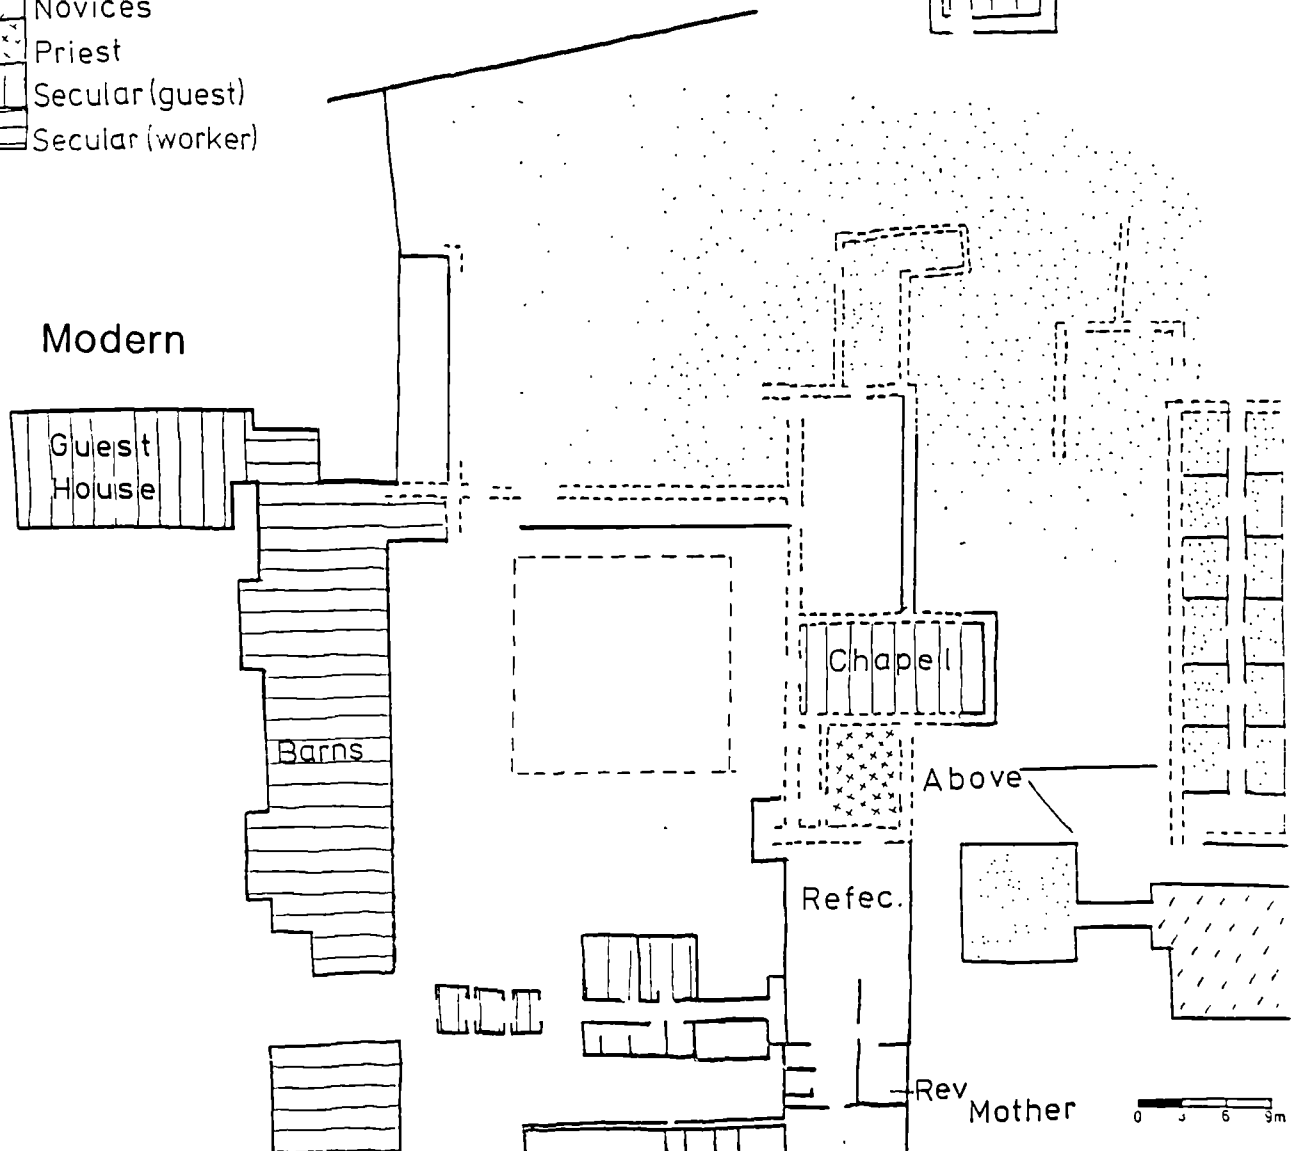 Novices
Priest
Secular (guest)
Secular (worker)
Modern
Guest
House
Chapel
Barns
Above
Refec.
Rev
Mother
0 3 6 9m